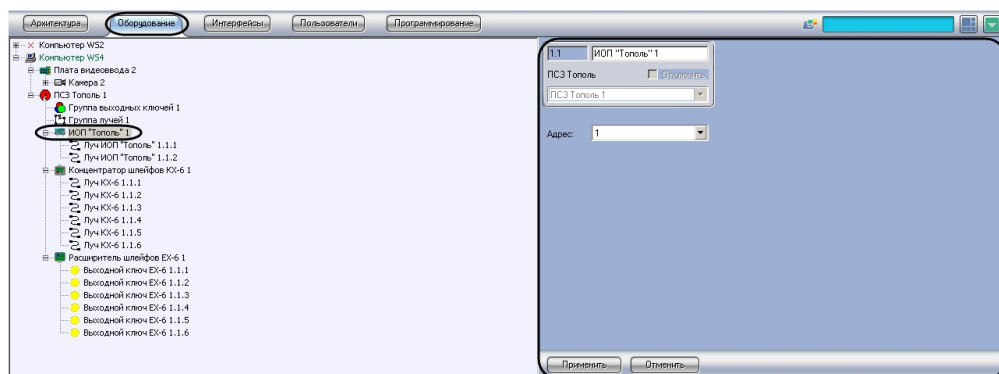 Архитектура Оборудование Интерфейсы Пользователи Программирование
Компьютер WS2
Компьютер WS4
Плата видеоввода 2
Камера 2
ПСЗ Тополь 1
Группа выходных ключей 1
Группа лучей 1
ИОП "Тополь" 1
Луч ИОП "Тополь" 1.1.1
Луч ИОП "Тополь" 1.1.2
Концентратор шлейфов КХ-6 1
Луч КХ-6 1.1.1
Луч КХ-6 1.1.2
Луч КХ-6 1.1.3
Луч КХ-6 1.1.4
Луч КХ-6 1.1.5
Луч КХ-6 1.1.6
Расширитель шлейфов ЕХ-6 1
Выходной ключ ЕХ-6 1.1.1
Выходной ключ ЕХ-6 1.1.2
Выходной ключ ЕХ-6 1.1.3
Выходной ключ ЕХ-6 1.1.4
Выходной ключ ЕХ-6 1.1.5
Выходной ключ ЕХ-6 1.1.6
1.1 ИОП "Тополь" 1
ПСЗ Тополь Отключить
ПСЗ Тополь 1
Адрес: 1
Применить Отменить